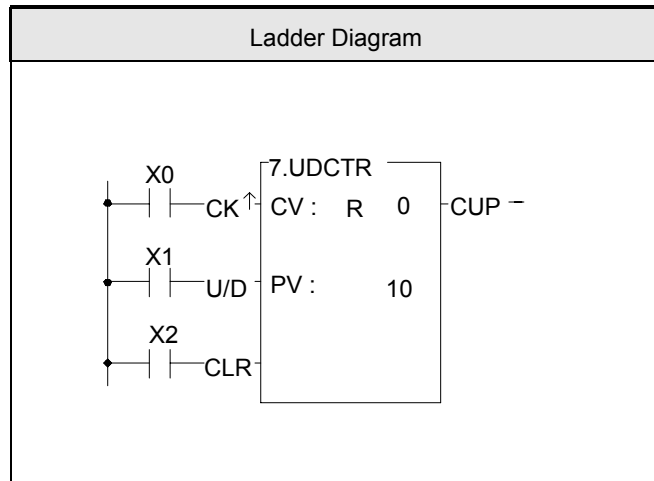 Ladder Diagram
7.UDCTR
X0
CK↑ CV : R 0 CUP
X1
U/D PV : 10
X2
CLR